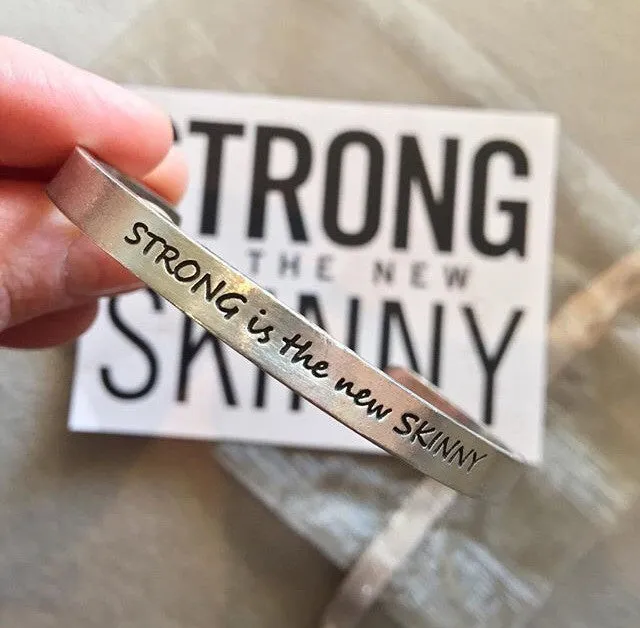 STRONG
THE NEW
SKINNY
STRONG is the new SKINNY